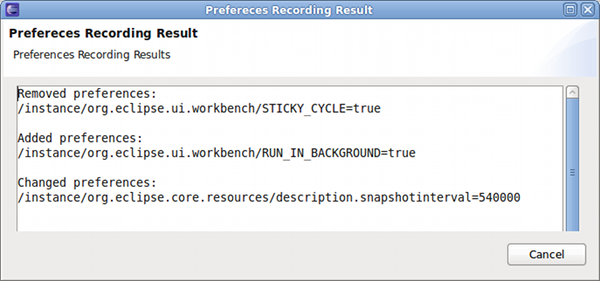 Prefereces Recording Result
Prefereces Recording Result
Preferences Recording Results
Removed preferences:
/instance/org.eclipse.ui.workbench/STICKY_CYCLE=true
Added preferences:
/instance/org.eclipse.ui.workbench/RUN_IN_BACKGROUND=true
Changed preferences:
/instance/org.eclipse.core.resources/description.snapshotinterval=540000
Cancel